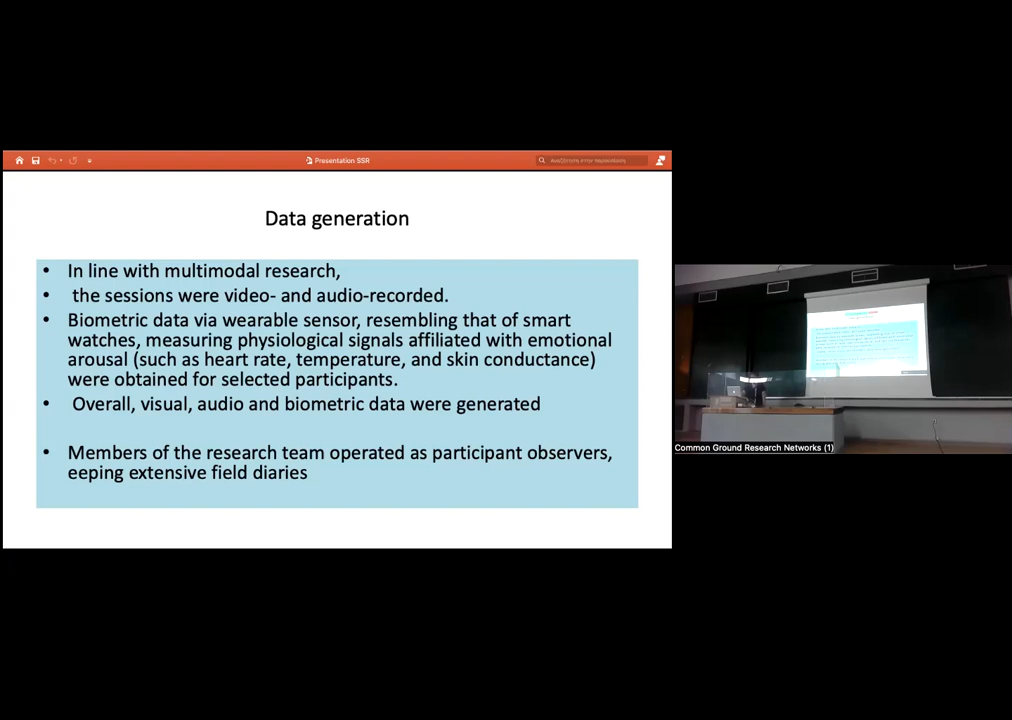 Presentation SSR
Αναζήτηση στην παρουσίαση
Data generation
• In line with multimodal research,
• the sessions were video- and audio-recorded.
• Biometric data via wearable sensor, resembling that of smart
watches, measuring physiological signals affiliated with emotional
arousal (such as heart rate, temperature, and skin conductance)
were obtained for selected participants.
• Overall, visual, audio and biometric data were generated
• Members of the research team operated as participant observers,
eeping extensive field diaries
Common Ground Research Networks (1)